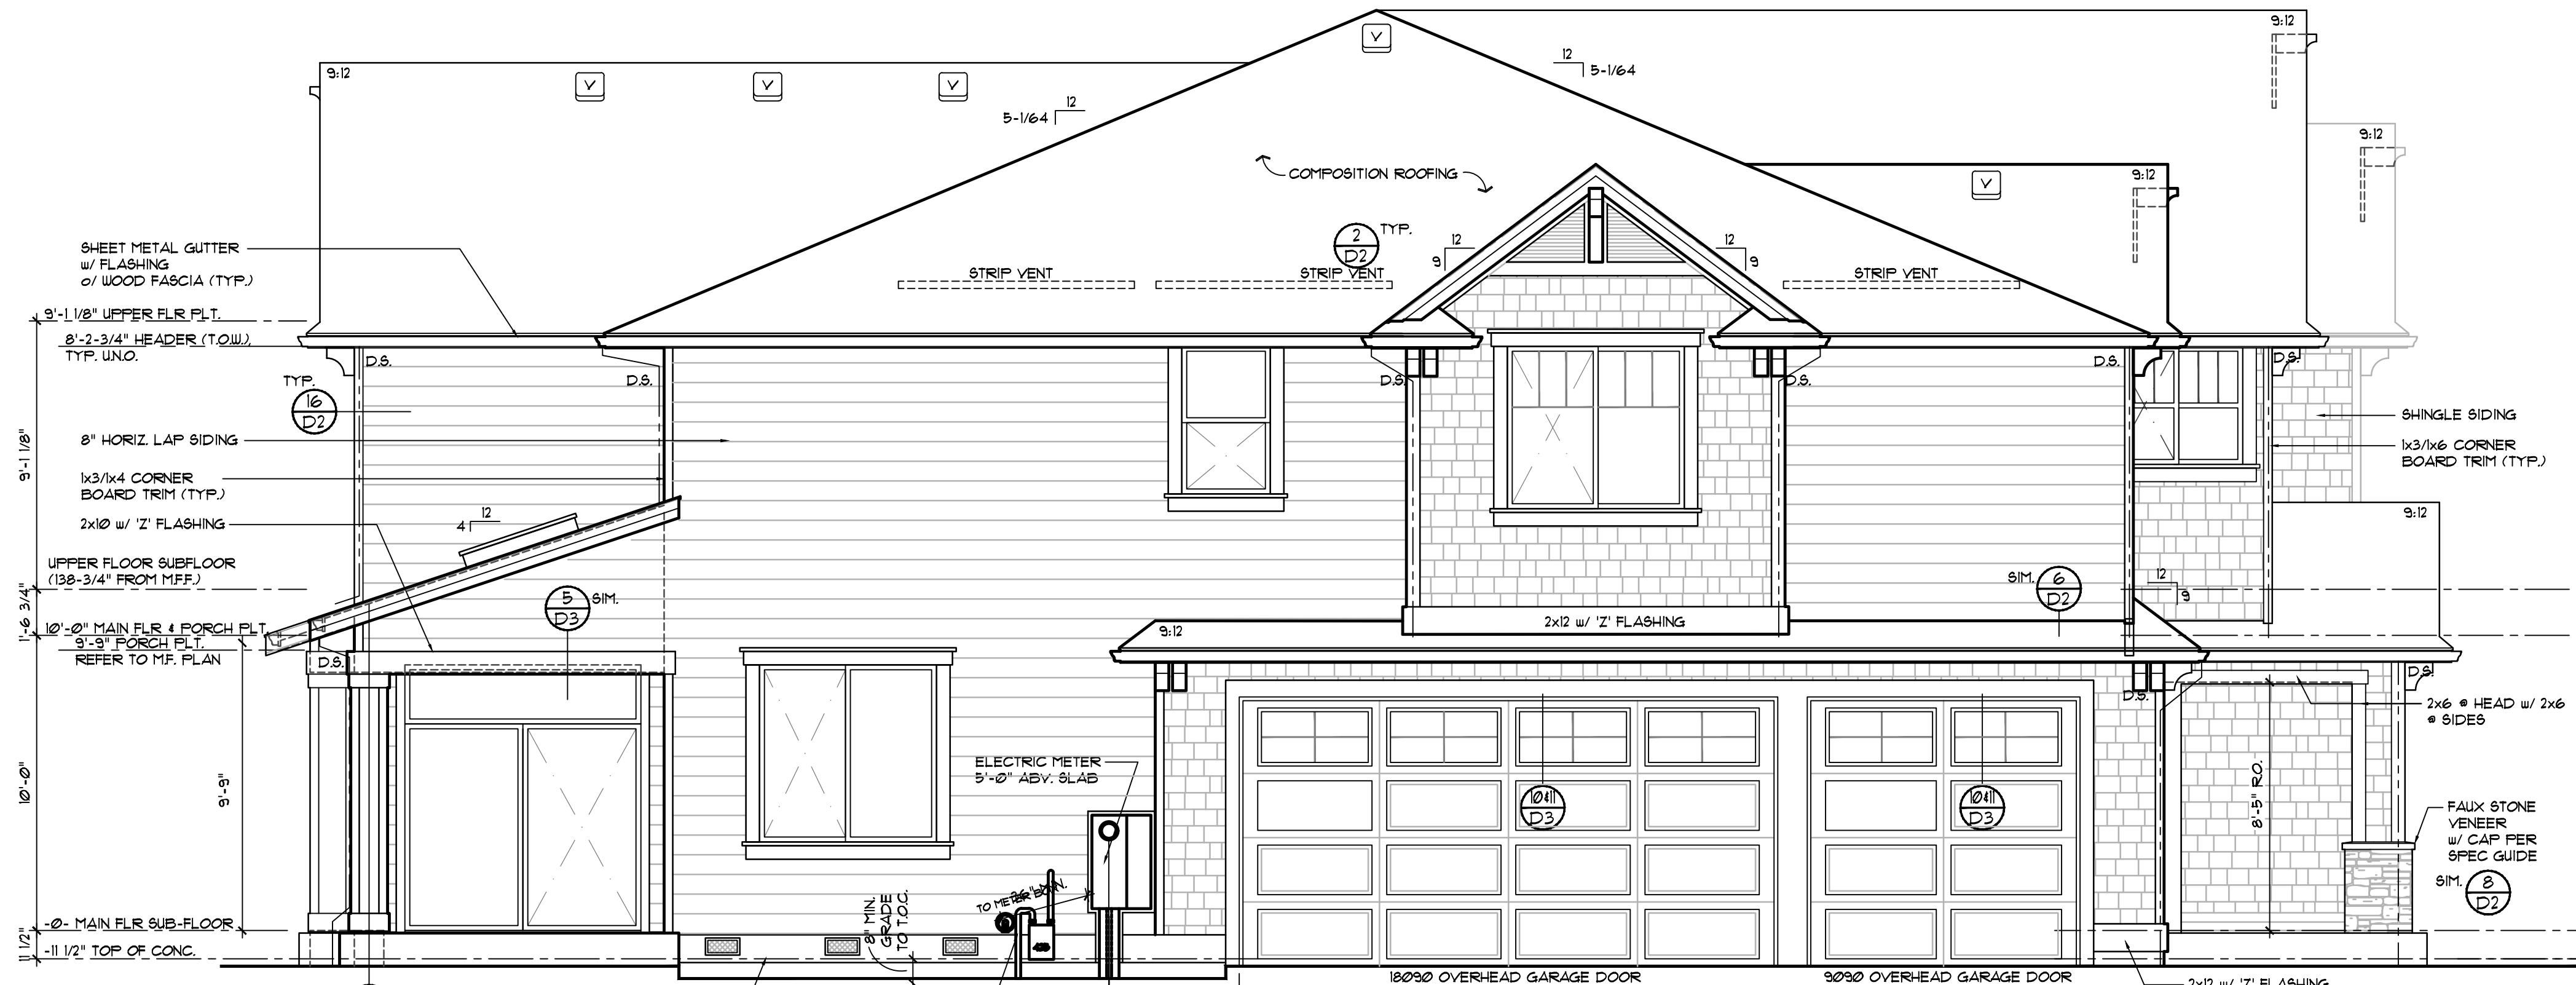 9:12
9:12
V
V
V
V
12
5-1/64
12
5-1/64
9:12
9:12
V
COMPOSITION ROOFING
2
D2
TYP.
12
9
12
9
SHEET METAL GUTTER
w/ FLASHING
o/ WOOD FASCIA (TYP.)
STRIP VENT
STRIP VENT
STRIP VENT
9'-1 1/8" UPPER FLR PLT.
8'-2-3/4" HEADER (T.O.W.),
TYP. U.N.O.
D.S.
D.S.
D.S.
D.S.
D.S.
D.S.
TYP.
16
D2
8" HORIZ. LAP SIDING
SHINGLE SIDING
1x3/1x6 CORNER
BOARD TRIM (TYP.)
9'-1 1/8"
1x3/1x4 CORNER
BOARD TRIM (TYP.)
2x10 w/ 'Z' FLASHING
12
4
9:12
UPPER FLOOR SUBFLOOR
(138-3/4" FROM M.F.F.)
1'-6 3/4"
5
D3
SIM.
SIM.
6
D2
12
9
10'-0" MAIN FLR & PORCH PLT.
9'-9" PORCH PLT.
REFER TO M.F. PLAN
D.S.
2x12 w/ 'Z' FLASHING
9:12
D.S.
D.S.
2x6 @ HEAD w/ 2x6
@ SIDES
10'-0"
9'-9"
ELECTRIC METER
5'-0" ABV. SLAB
10&11
D3
10&11
D3
8'-5" R.O.
FAUX STONE
VENEER
w/ CAP PER
SPEC GUIDE
SIM.
8
D2
8" MIN.
GRADE
TO T.O.C.
-0- MAIN FLR SUB-FLOOR
11 1/2"
-11 1/2" TOP OF CONC.
18090 OVERHEAD GARAGE DOOR
9090 OVERHEAD GARAGE DOOR
2x12 w/ 'Z' FLASHING